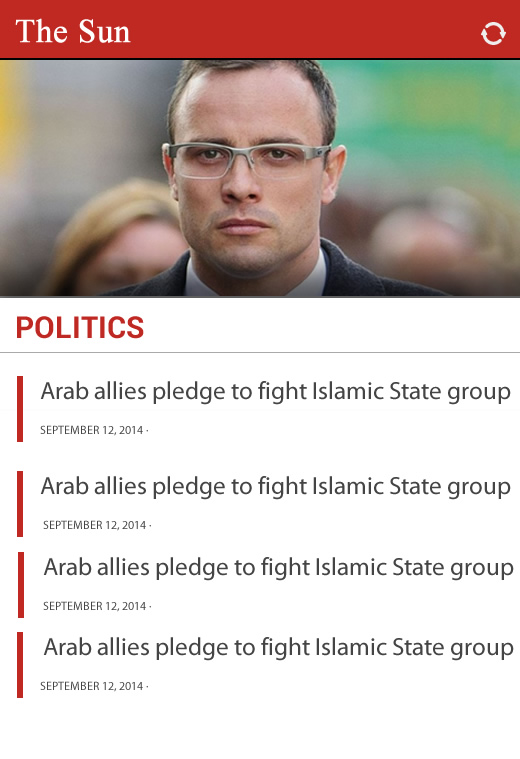 The Sun
POLITICS
Arab allies pledge to fight Islamic State group
SEPTEMBER 12, 2014 ·
Arab allies pledge to fight Islamic State group
SEPTEMBER 12, 2014 ·
Arab allies pledge to fight Islamic State group
SEPTEMBER 12, 2014 ·
Arab allies pledge to fight Islamic State group
SEPTEMBER 12, 2014 ·